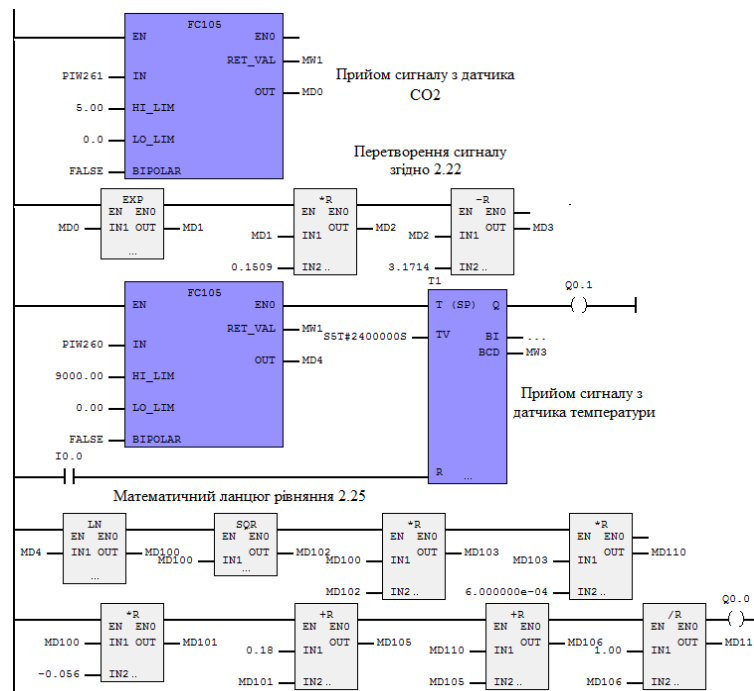 FC105
EN ENO
RET_VAL MW1
PIW261 IN
OUT MD0
5.00 HI_LIM
0.0 LO_LIM
FALSE BIPOLAR
Прийом сигналу з датчика
CO2
Перетворення сигналу
згідно 2.22
EXP *R -R
EN ENO EN ENO EN ENO
MD0 IN1 OUT MD1 MD1 IN1 OUT MD2 MD2 IN1 OUT MD3
... 0.1509 IN2.. 3.1714 IN2..
FC105
EN ENO
RET_VAL MW1
PIW260 IN
OUT MD4
9000.00 HI_LIM
0.00 LO_LIM
FALSE BIPOLAR
T1
T (SP) Q
Q0.1
S5T#2400000S TV BI ...
BCD MW3
R ...
Прийом сигналу з
датчика температури
I0.0
Математичний ланцюг рівняння 2.25
LN SQR *R *R
EN ENO EN ENO EN ENO EN ENO
MD4 IN1 OUT MD100 MD100 IN1 OUT MD102 MD100 IN1 OUT MD103 MD103 IN1 OUT MD110
... ... MD102 IN2.. 6.000000e-04 IN2..
*R +R +R /R
Q0.0
EN ENO EN ENO EN ENO EN ENO
MD100 IN1 OUT MD101 0.18 IN1 OUT MD105 MD110 IN1 OUT MD106 1.00 IN1 OUT MD11
-0.056 IN2.. MD101 IN2.. MD105 IN2.. MD106 IN2..